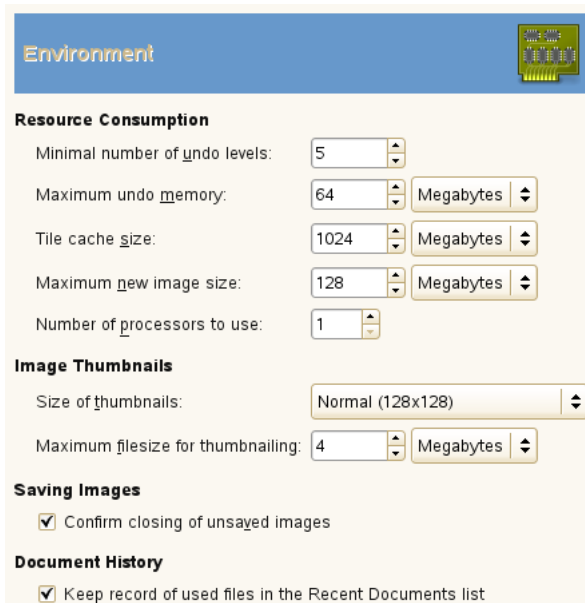 Environment
Resource Consumption
Minimal number of undo levels: 5
Maximum undo memory: 64 Megabytes
Tile cache size: 1024 Megabytes
Maximum new image size: 128 Megabytes
Number of processors to use: 1
Image Thumbnails
Size of thumbnails: Normal (128x128)
Maximum filesize for thumbnailing: 4 Megabytes
Saving Images
Confirm closing of unsaved images
Document History
Keep record of used files in the Recent Documents list